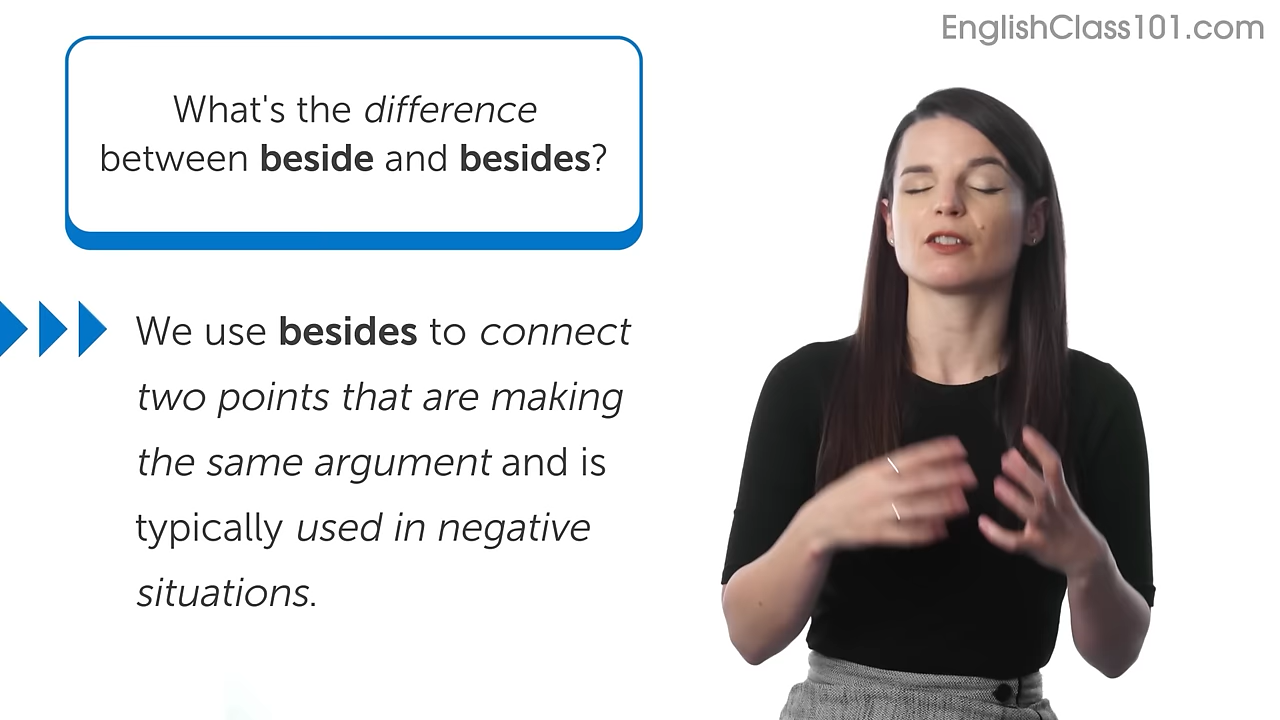 EnglishClass101.com
What's the difference
between beside and besides?
We use besides to connect
two points that are making
the same argument and is
typically used in negative
situations.